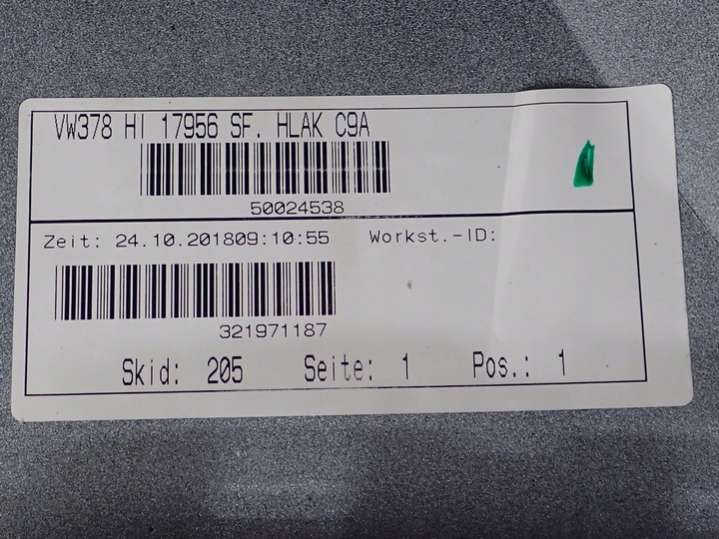 VW378 HI 17956 SF. HLAK C9A
50024538
Zeit: 24.10.201809:10:55 Workst.-ID:
321971187
Skid: 205 Seite: 1 Pos.: 1